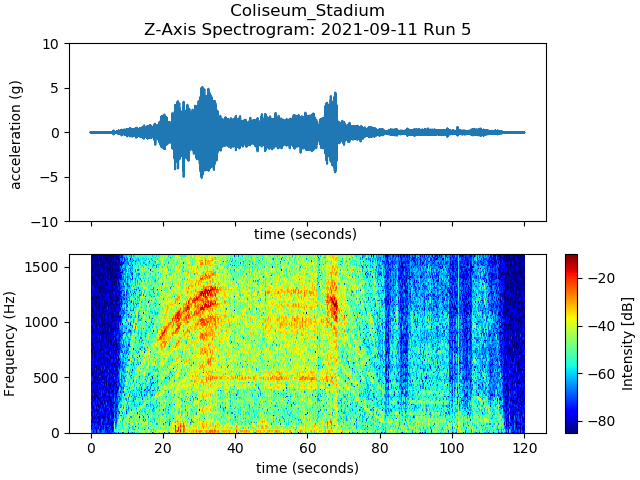 Coliseum_Stadium
Z-Axis Spectrogram: 2021-09-11 Run 5
10
5
0
−5
−10
acceleration (g)
time (seconds)
1500
1000
500
0
Frequency (Hz)
0 20 40 60 80 100 120
time (seconds)
−20
−40
−60
−80
Intensity [dB]